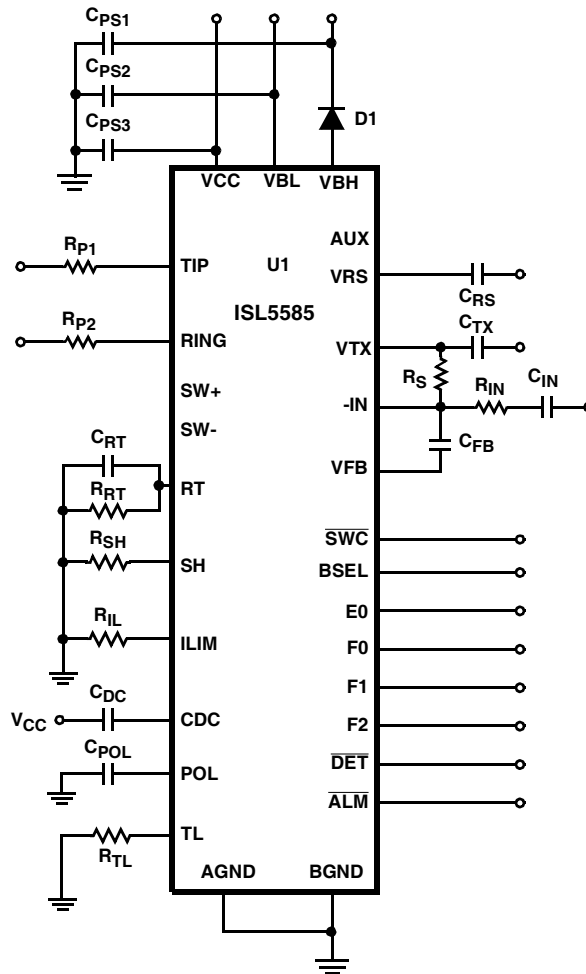 CPS1
CPS2
CPS3
D1
VCC VBL VBH
AUX
RP1 TIP U1 VRS
CRS
ISL5585
RP2 RING CTX
VTX
SW+ RS RIN CIN
-IN
SW-
CRT CFB
RT VFB
RRT
RSH SWC
SH BSEL
E0
RIL ILIM F0
F1
CDC
VCC CDC F2
CPOL
POL DET
ALM
TL
RTL
AGND BGND